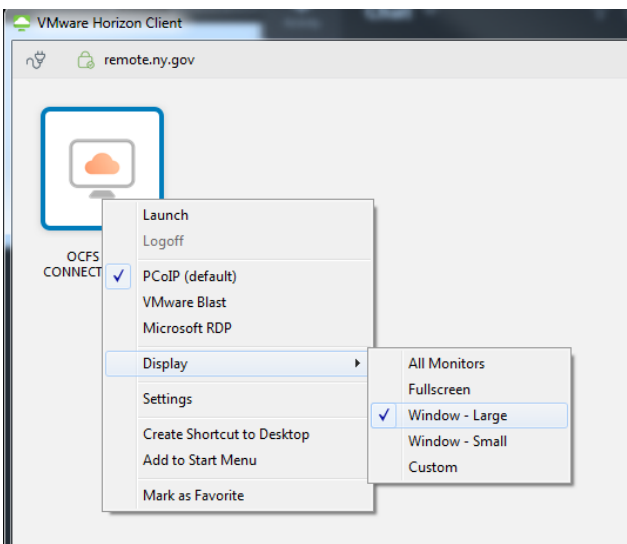 VMware Horizon Client
remote.ny.gov
OCFS
CONNECT
Launch
Logoff
PCoIP (default)
VMware Blast
Microsoft RDP
Display
Settings
Create Shortcut to Desktop
Add to Start Menu
Mark as Favorite
All Monitors
Fullscreen
Window - Large
Window - Small
Custom